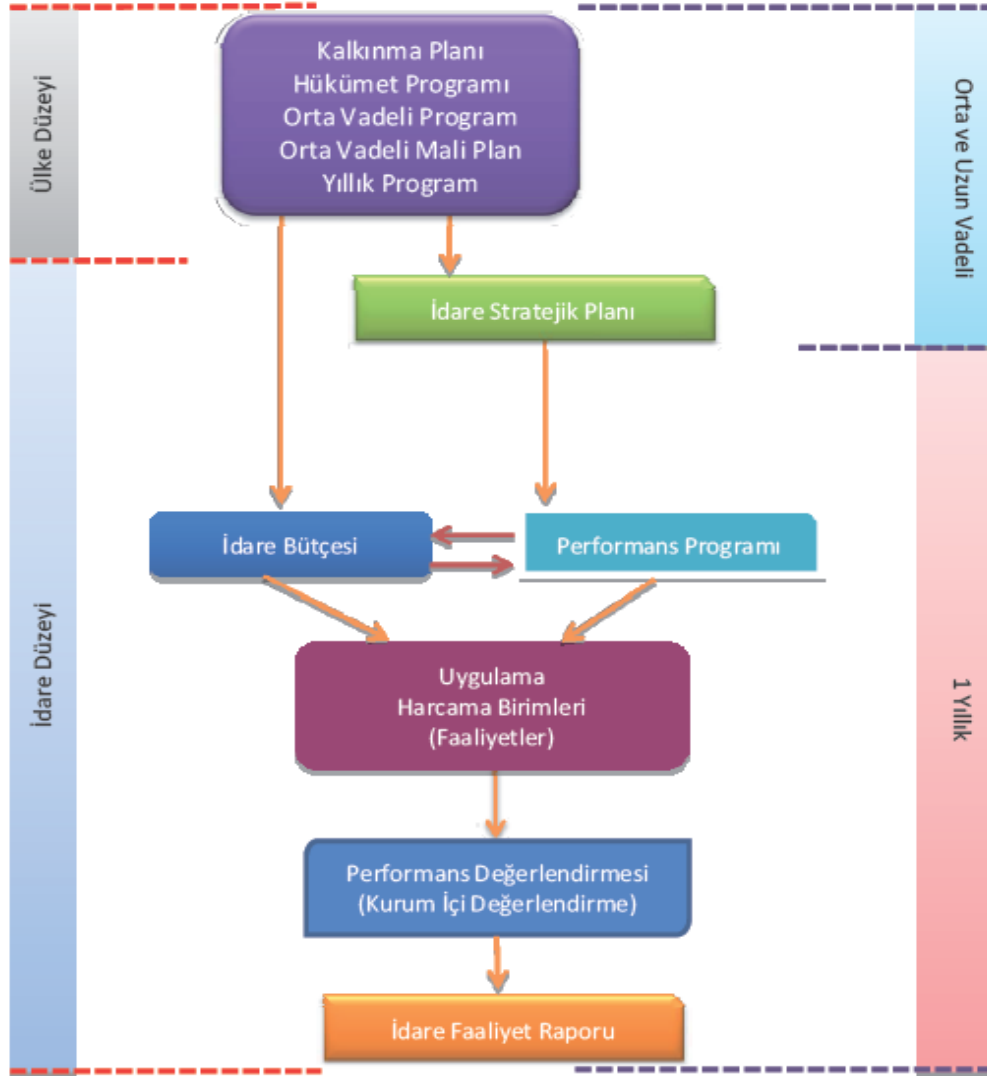 Ülke Düzeyi
Kalkınma Planı
Hükümet Programı
Orta Vadeli Program
Orta Vadeli Mali Plan
Yıllık Program
Orta ve Uzun Vadeli
İdare Stratejik Planı
İdare Düzeyi
İdare Bütçesi
Performans Programı
1 Yıllık
Uygulama
Harcama Birimleri
(Faaliyetler)
Performans Değerlendirmesi
(Kurum İçi Değerlendirme)
İdare Faaliyet Raporu